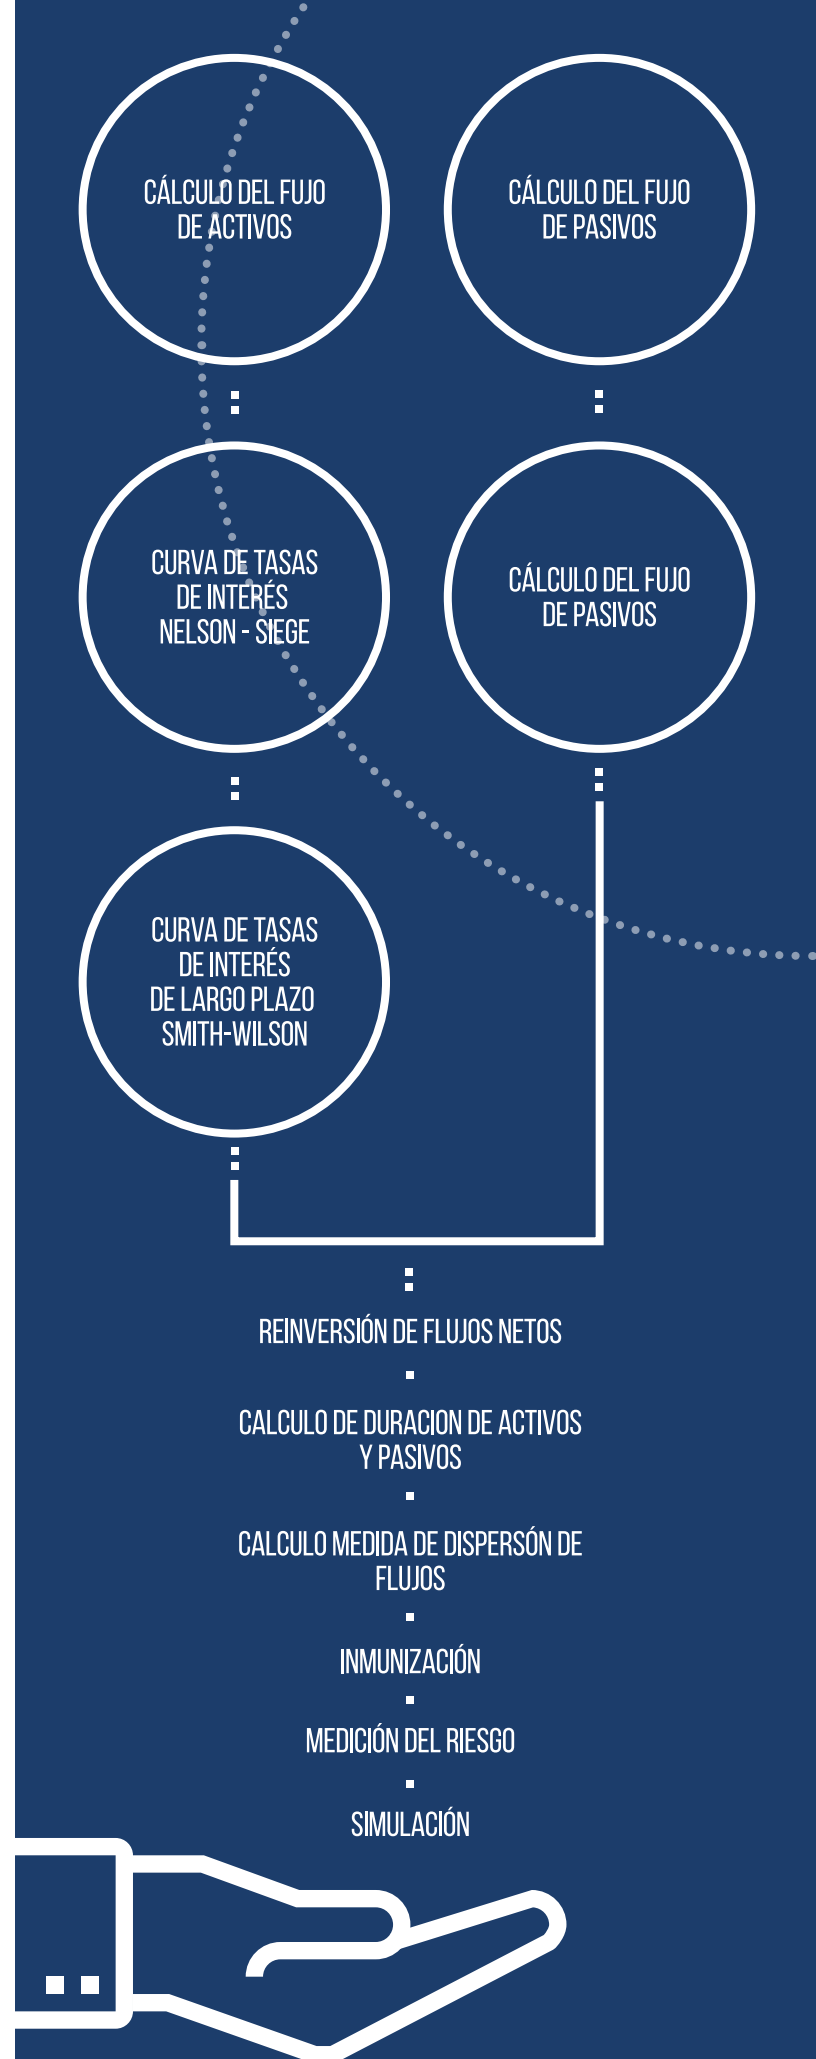 CÁLCULO DEL FUJO
DE ACTIVOS
CÁLCULO DEL FUJO
DE PASIVOS
CURVA DE TASAS
DE INTERÉS
NELSON - SIEGE
CÁLCULO DEL FUJO
DE PASIVOS
CURVA DE TASAS
DE INTERÉS
DE LARGO PLAZO
SMITH-WILSON
REINVERSIÓN DE FLUJOS NETOS
CALCULO DE DURACION DE ACTIVOS
Y PASIVOS
CALCULO MEDIDA DE DISPERSÓN DE
FLUJOS
INMUNIZACIÓN
MEDICIÓN DEL RIESGO
SIMULACIÓN